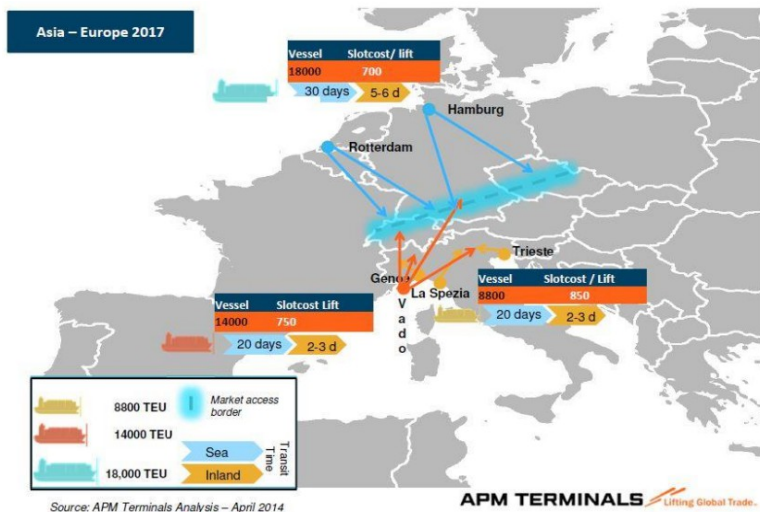 Asia – Europe 2017
Vessel Slotcost/ lift
18000 700
30 days 5-6 d
Hamburg
Rotterdam
Trieste
Genoe
La Spezia
Vado
Vessel Slotcost / Lift
8800 850
20 days 2-3 d
Vessel Slotcost Lift
14000 750
20 days 2-3 d
8800 TEU
Market access
border
14000 TEU
Sea
Transit
Time
18,000 TEU
Inland
Source: APM Terminals Analysis – April 2014
APM TERMINALS
Lifting Global Trade.